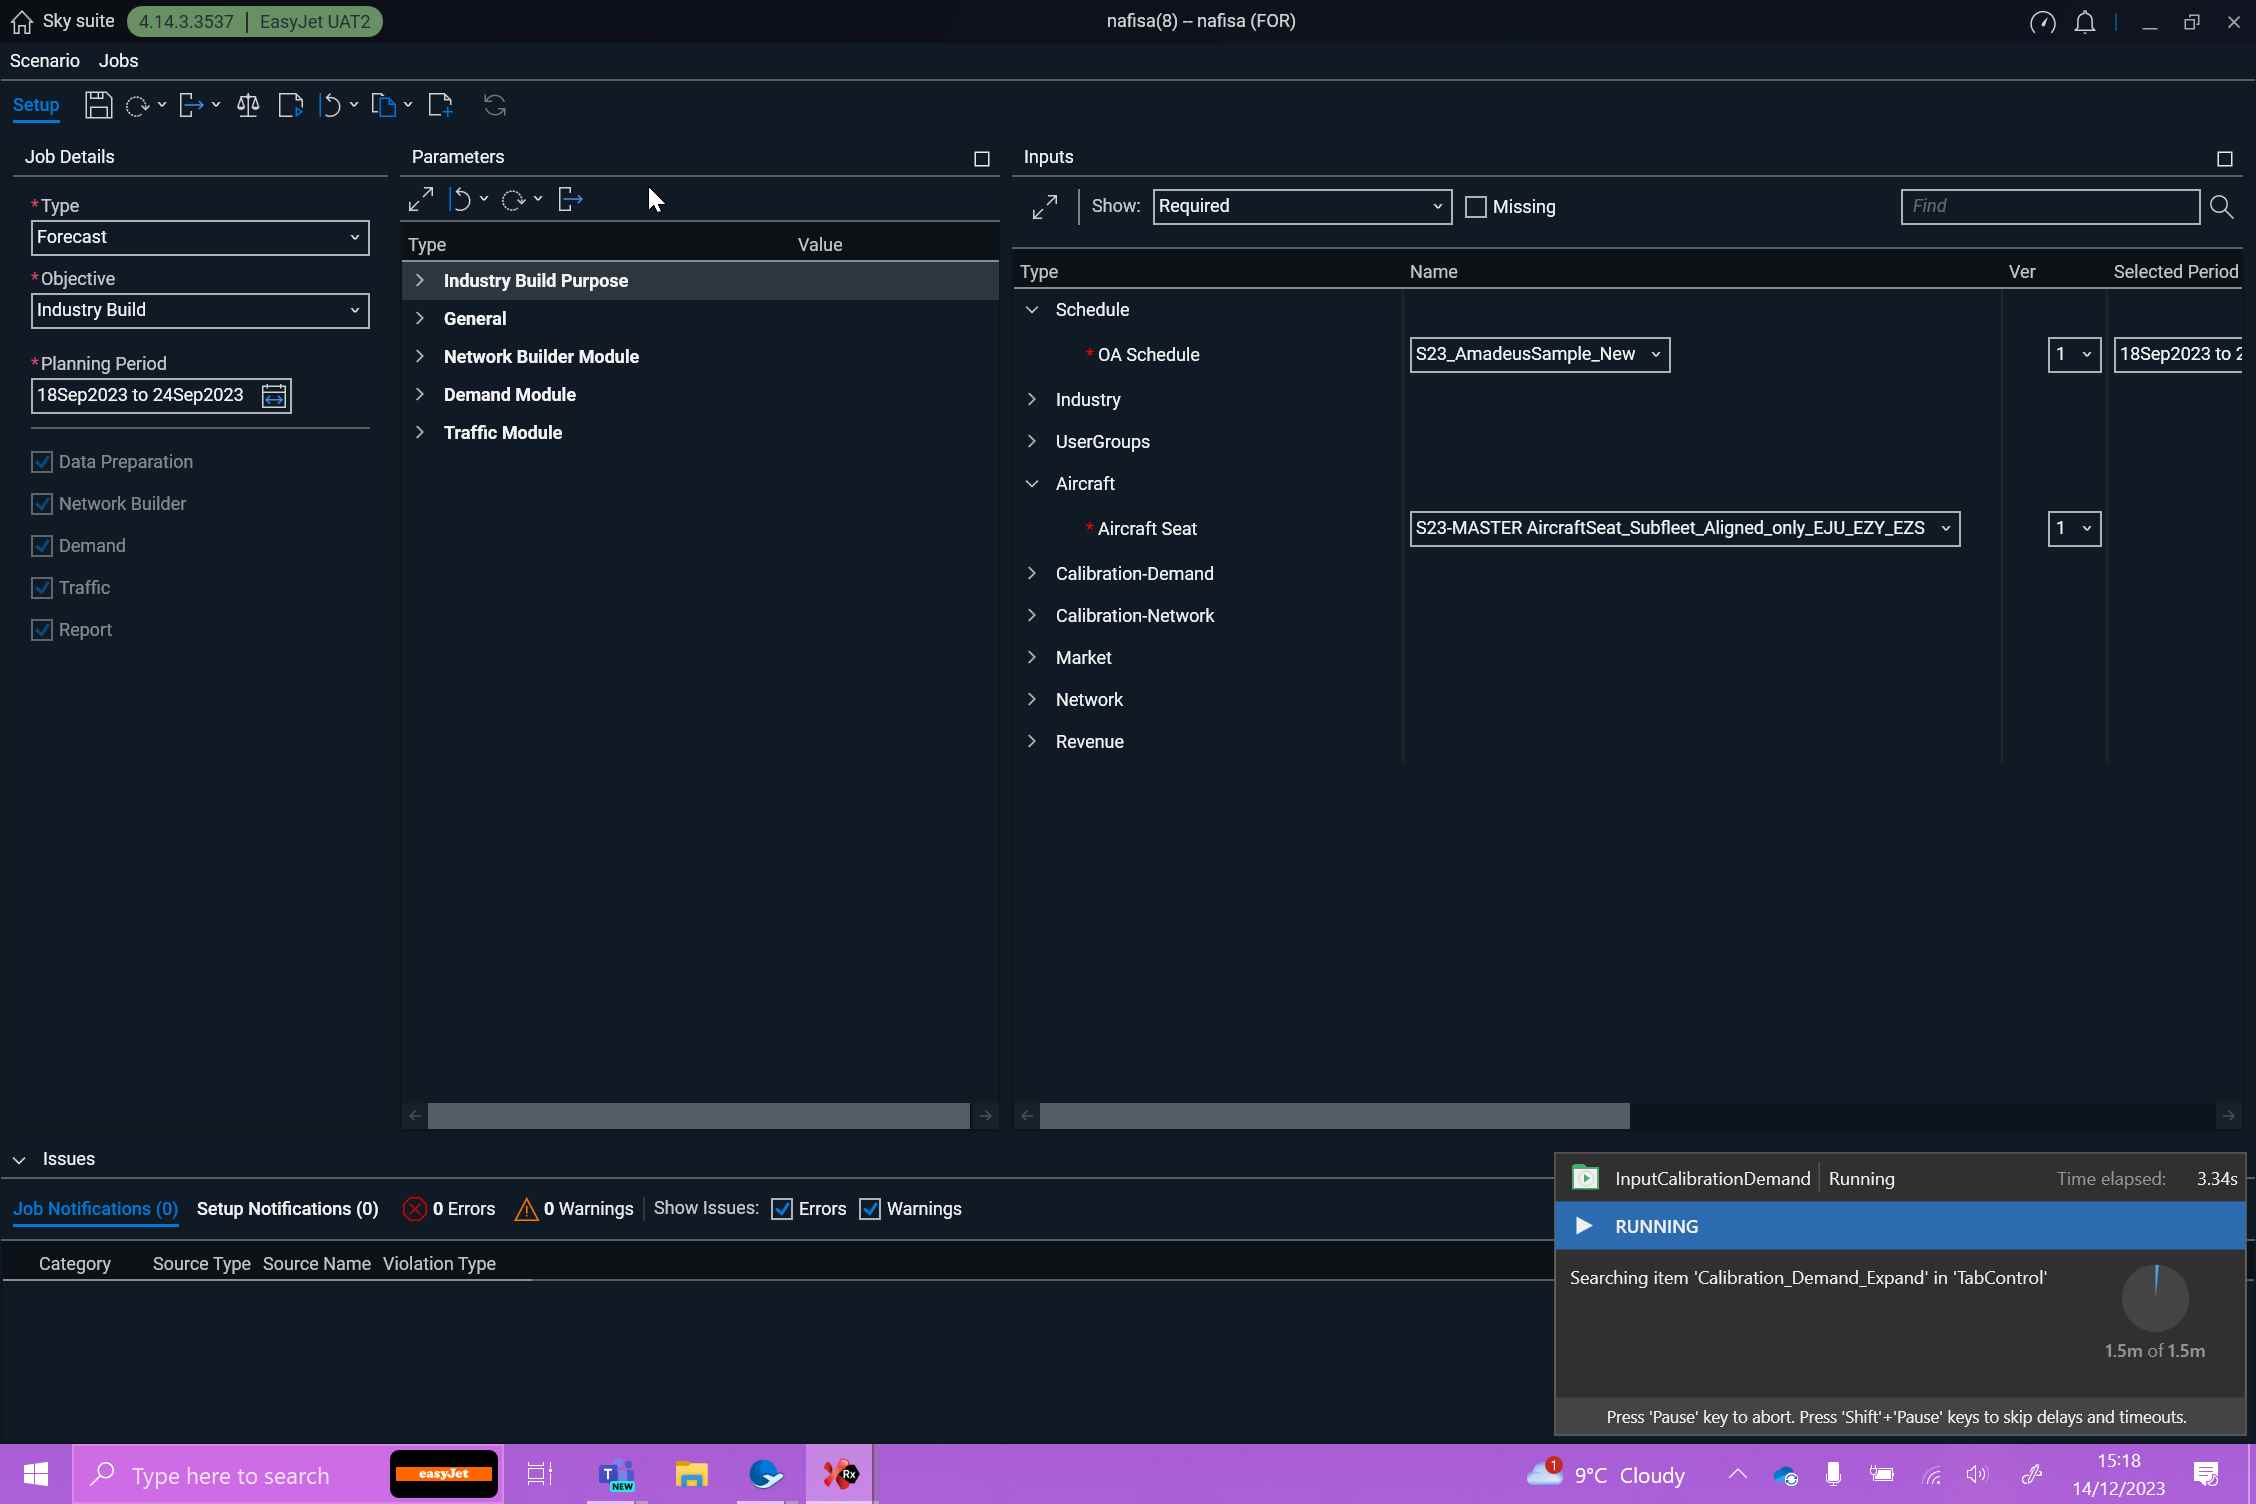 Sky suite 4.14.3.3537 | EasyJet UAT2
nafisa(8) – nafisa (FOR)
Scenario Jobs
Setup
Job Details
*Type
Forecast
*Objective
Industry Build
*Planning Period
18Sep2023 to 24Sep2023
Data Preparation
Network Builder
Demand
Traffic
Report
Parameters
Type Value
Industry Build Purpose
General
Network Builder Module
Demand Module
Traffic Module
Inputs
Show: Required Missing Find
Type Name Ver Selected Period
Schedule
* OA Schedule S23_AmadeusSample_New 1 18Sep2023 to
Industry
UserGroups
Aircraft
* Aircraft Seat S23-MASTER AircraftSeat_Subfleet_Aligned_only_EJU_EZY_EZS 1
Calibration-Demand
Calibration-Network
Market
Network
Revenue
Issues
Job Notifications (0) Setup Notifications (0) 0 Errors 0 Warnings Show Issues: Errors Warnings
Category Source Type Source Name Violation Type
InputCalibrationDemand Running Time elapsed: 3.34s
RUNNING
Searching item 'Calibration_Demand_Expand' in 'TabControl'
1.5m of 1.5m
Press 'Pause' key to abort. Press 'Shift'+'Pause' keys to skip delays and timeouts.
Type here to search
easyJet
T
NEW
Rx
1
9°C Cloudy
15:18
14/12/2023